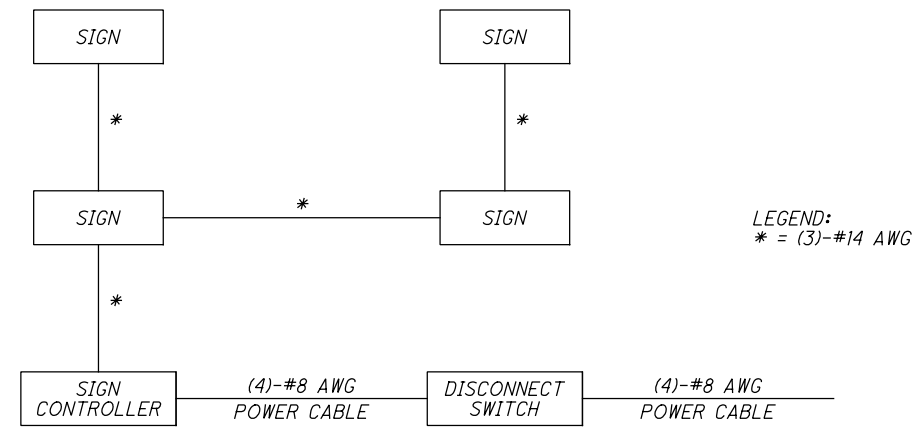 SIGN
SIGN
*
*
SIGN
*
SIGN
LEGEND:
* = (3)-#14 AWG
*
SIGN
CONTROLLER
(4)-#8 AWG
POWER CABLE
DISCONNECT
SWITCH
(4)-#8 AWG
POWER CABLE